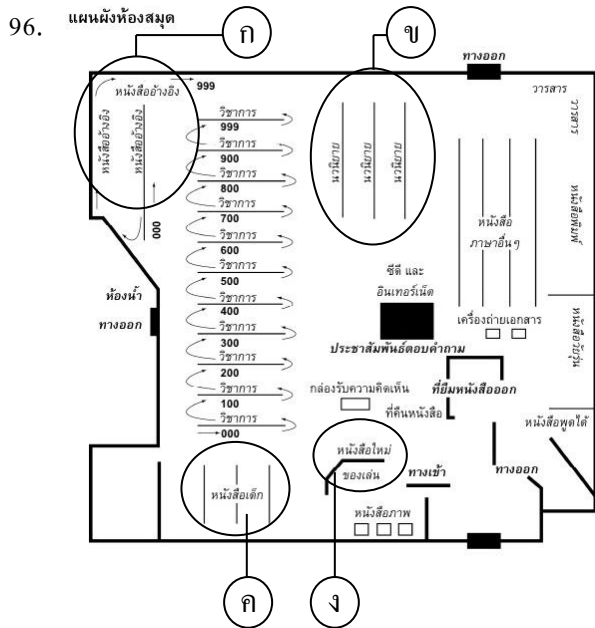 96.
แผนผังห้องสมุด
ก
ข
ทางออก
หนังสืออ้างอิง
999
วารสาร
วารสาร
หนังสืออ้างอิง
หนังสืออ้างอิง
000
วิชาการ
999
วิชาการ
900
วิชาการ
800
วิชาการ
700
วิชาการ
600
วิชาการ
500
วิชาการ
400
วิชาการ
300
วิชาการ
200
วิชาการ
100
วิชาการ
000
นวนิยาย
นวนิยาย
นวนิยาย
หนังสือ
ภาษาอื่นๆ
หนังสือพิมพ์
ห้องน้ำ
ทางออก
ซีดี และ
อินเทอร์เน็ต
ประชาสัมพันธ์ตอบคำถาม
เครื่องถ่ายเอกสาร
หนังสือวัยรุ่น
กล่องรับความคิดเห็น
ที่ยืมหนังสือออก
ที่คืนหนังสือ
หนังสือพูดได้
หนังสือใหม่
ของเล่น
ทางเข้า
ทางออก
หนังสือเด็ก
หนังสือภาพ
ค
ง